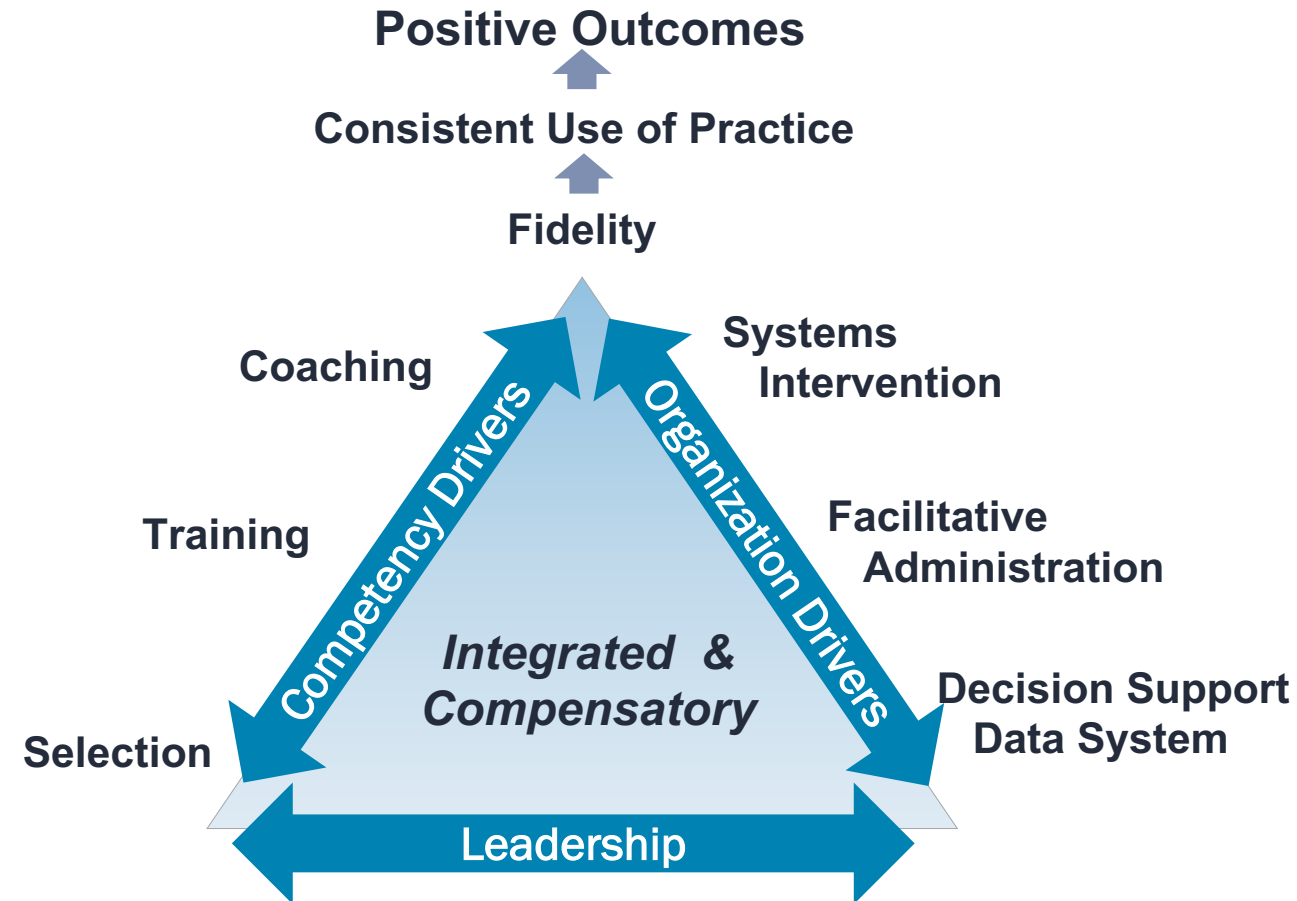 Positive Outcomes
Consistent Use of Practice
Fidelity
Coaching
Systems
Intervention
Competency Drivers
Organization Drivers
Training
Facilitative
Administration
Integrated &
Compensatory
Selection
Decision Support
Data System
Leadership